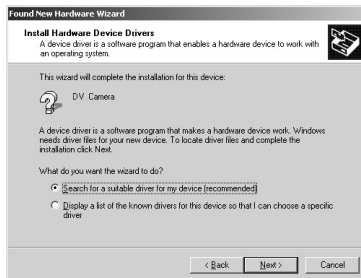 Found New Hardware Wizard
Install Hardware Device Drivers
A device driver is a software program that enables a hardware device to work with
an operating system.
This wizard will complete the installation for this device:
DV Camera
A device driver is a software program that makes a hardware device work. Windows
needs driver files for your new device. To locate driver files and complete the
installation click Next.
What do you want the wizard to do?
Search for a suitable driver for my device (recommended)
Display a list of the known drivers for this device so that I can choose a specific
driver
< Back
Next >
Cancel